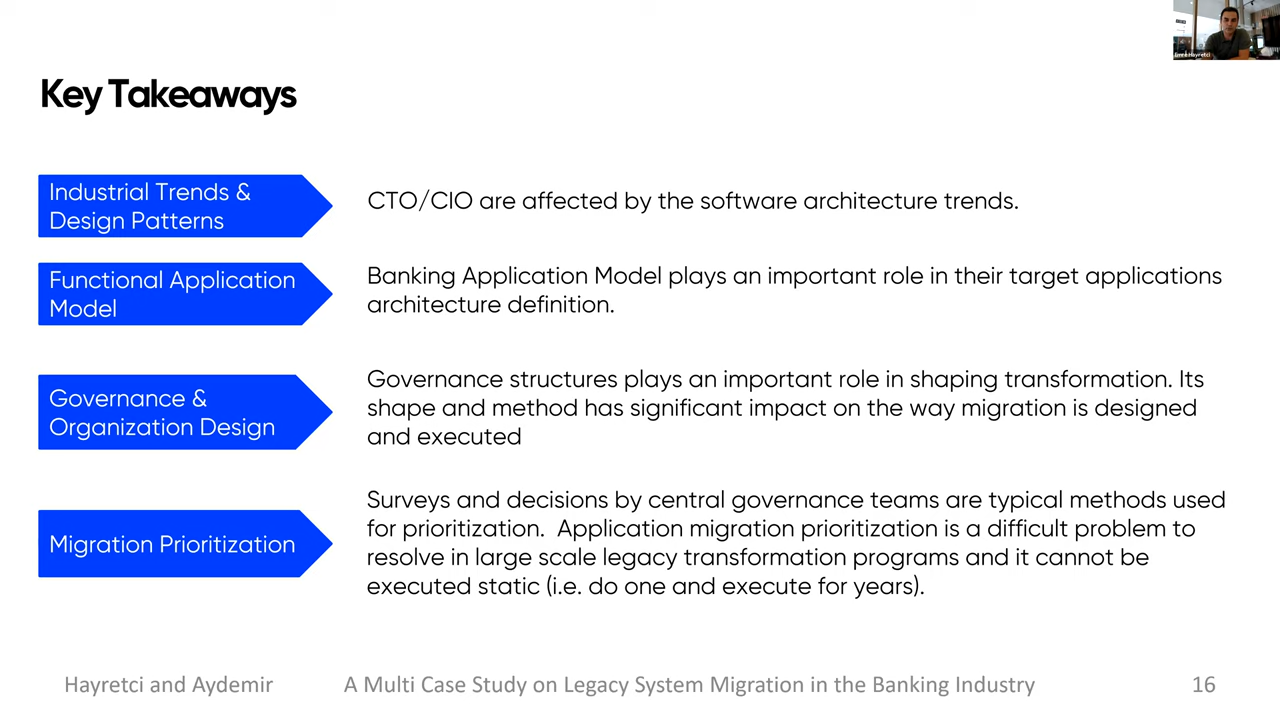 Emre Hayretci
Key Takeaways
Industrial Trends &
Design Patterns
CTO/CIO are affected by the software architecture trends.
Functional Application
Model
Banking Application Model plays an important role in their target applications
architecture definition.
Governance &
Organization Design
Governance structures plays an important role in shaping transformation. Its
shape and method has significant impact on the way migration is designed
and executed
Migration Prioritization
Surveys and decisions by central governance teams are typical methods used
for prioritization.  Application migration prioritization is a difficult problem to
resolve in large scale legacy transformation programs and it cannot be
executed static (i.e. do one and execute for years).
Hayretci and Aydemir
A Multi Case Study on Legacy System Migration in the Banking Industry
16